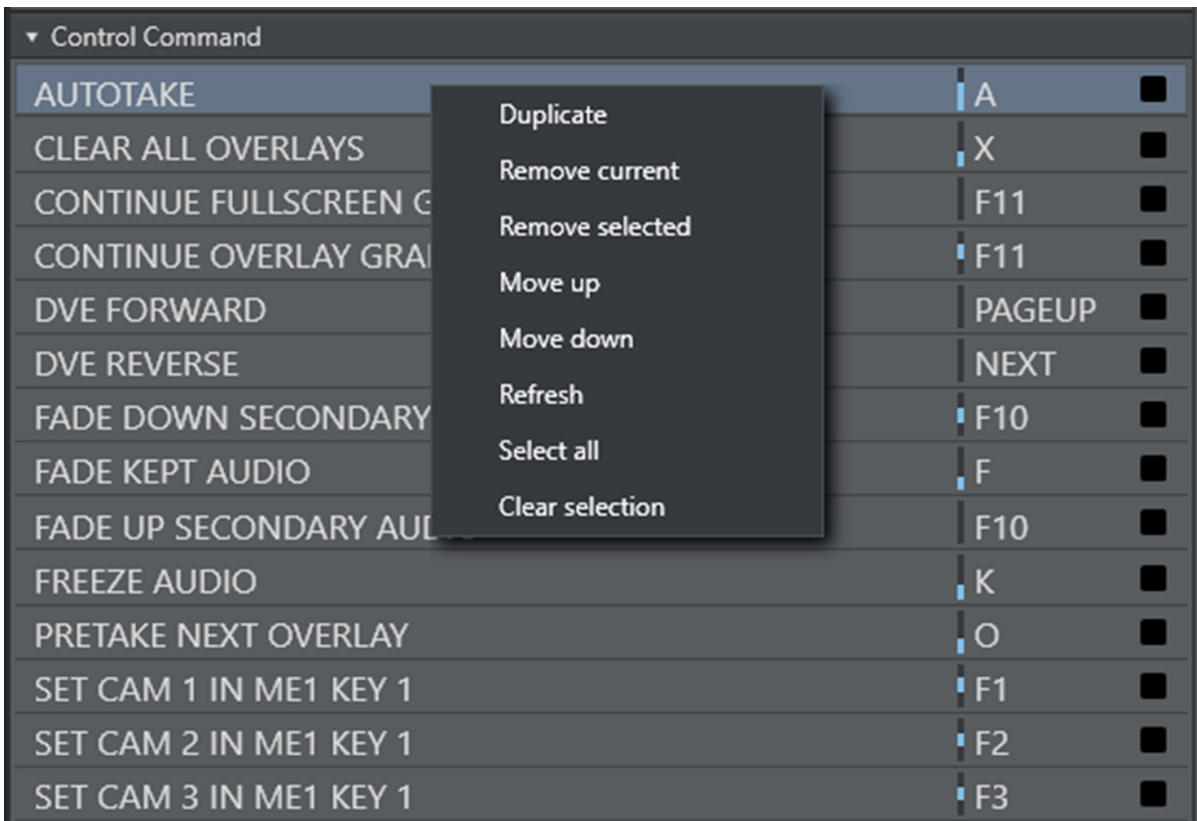 Control Command
AUTOTAKE A
CLEAR ALL OVERLAYS X
CONTINUE FULLSCREEN F11
CONTINUE OVERLAY F11
DVE FORWARD PAGEUP
DVE REVERSE NEXT
FADE DOWN SECONDARY F10
FADE KEPT AUDIO F
FADE UP SECONDARY F10
FREEZE AUDIO K
PRETAKE NEXT OVERLAY O
SET CAM 1 IN ME1 KEY 1 F1
SET CAM 2 IN ME1 KEY 1 F2
SET CAM 3 IN ME1 KEY 1 F3
Duplicate
Remove current
Remove selected
Move up
Move down
Refresh
Select all
Clear selection